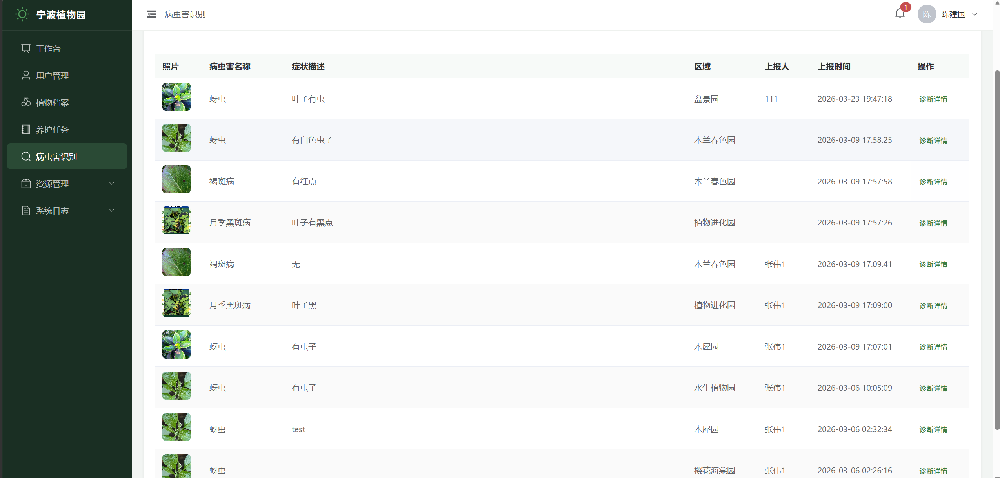 宁波植物园
病虫害识别
1
陈
陈建国
工作台
用户管理
植物档案
养护任务
病虫害识别
资源管理
系统日志
照片 病虫害名称 症状描述 区域 上报人 上报时间 操作
蚜虫 叶子有虫 盆景园 111 2026-03-23 19:47:18 诊断详情
蚜虫 有白色虫子 木兰春色园 2026-03-09 17:58:25 诊断详情
褐斑病 有红点 木兰春色园 2026-03-09 17:57:58 诊断详情
月季黑斑病 叶子有黑点 植物进化园 2026-03-09 17:57:26 诊断详情
褐斑病 无 木兰春色园 张伟1 2026-03-09 17:09:41 诊断详情
月季黑斑病 叶子黑 植物进化园 张伟1 2026-03-09 17:09:00 诊断详情
蚜虫 有虫子 木犀园 张伟1 2026-03-09 17:07:01 诊断详情
蚜虫 有虫子 水生植物园 张伟1 2026-03-06 10:05:09 诊断详情
蚜虫 test 木犀园 张伟1 2026-03-06 02:32:34 诊断详情
蚜虫 樱花海棠园 张伟1 2026-03-06 02:26:16 诊断详情